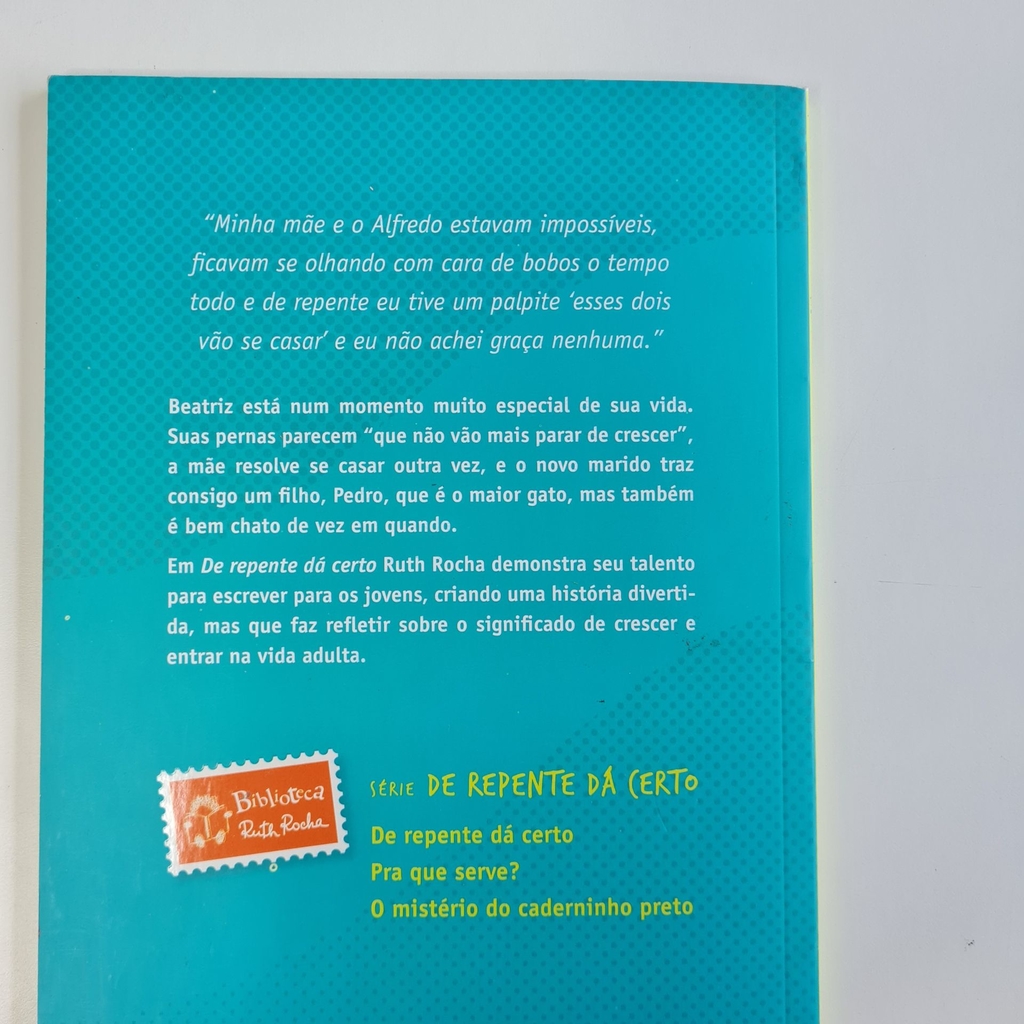 “Minha mãe e o Alfredo estavam impossíveis,
ficavam se olhando com cara de bobos o tempo
todo e de repente eu tive um palpite ‘esses dois
vão se casar’ e eu não achei graça nenhuma.”
Beatriz está num momento muito especial de sua vida.
Suas pernas parecem “que não vão mais parar de crescer”,
a mãe resolve se casar outra vez, e o novo marido traz
consigo um filho, Pedro, que é o maior gato, mas também
é bem chato de vez em quando.
Em De repente dá certo Ruth Rocha demonstra seu talento
para escrever para os jovens, criando uma história diverti-
da, mas que faz refletir sobre o significado de crescer e
entrar na vida adulta.
Biblioteca
Ruth Rocha
SÉRIE DE REPENTE DÁ CERTO
De repente dá certo
Pra que serve?
O mistério do caderninho preto